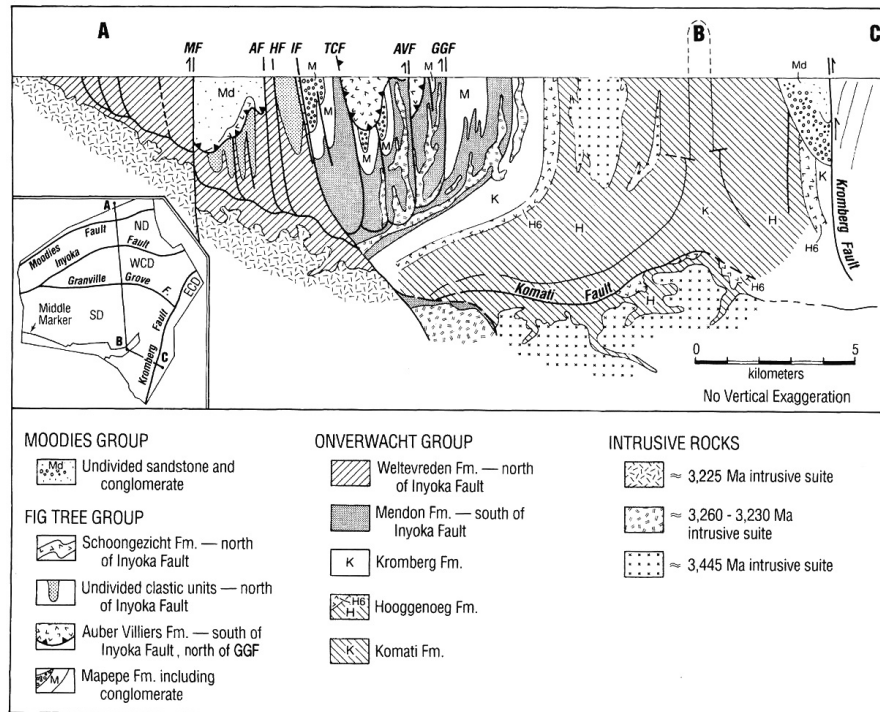 A
B
C
MF
AF
HF
IF
TCF
AVF
GGF
M
M
Md
Md
M
M
M
M
M
K
H
H6
K
H
K
H6
Kromberg Fault
Komati Fault
H
H6
A
ND
Moodies Fault
Inyoka Fault
WCD
Granville Grove F.
ECD
Middle
Marker
SD
B
C
Kromberg Fault
0 5
kilometers
No Vertical Exaggeration
MOODIES GROUP
Md
Undivided sandstone and
conglomerate
FIG TREE GROUP
Schoongezicht Fm. — north
of Inyoka Fault
Undivided clastic units — north
of Inyoka Fault
Auber Villiers Fm. — south of
Inyoka Fault, north of GGF
M
Mapepe Fm. including
conglomerate
ONVERWACHT GROUP
Weltevreden Fm. — north
of Inyoka Fault
Mendon Fm. — south of
Inyoka Fault
K
Kromberg Fm.
H6
H
Hooggenoeg Fm.
K
Komati Fm.
INTRUSIVE ROCKS
≈ 3,225 Ma intrusive suite
≈ 3,260 - 3,230 Ma
intrusive suite
≈ 3,445 Ma intrusive suite